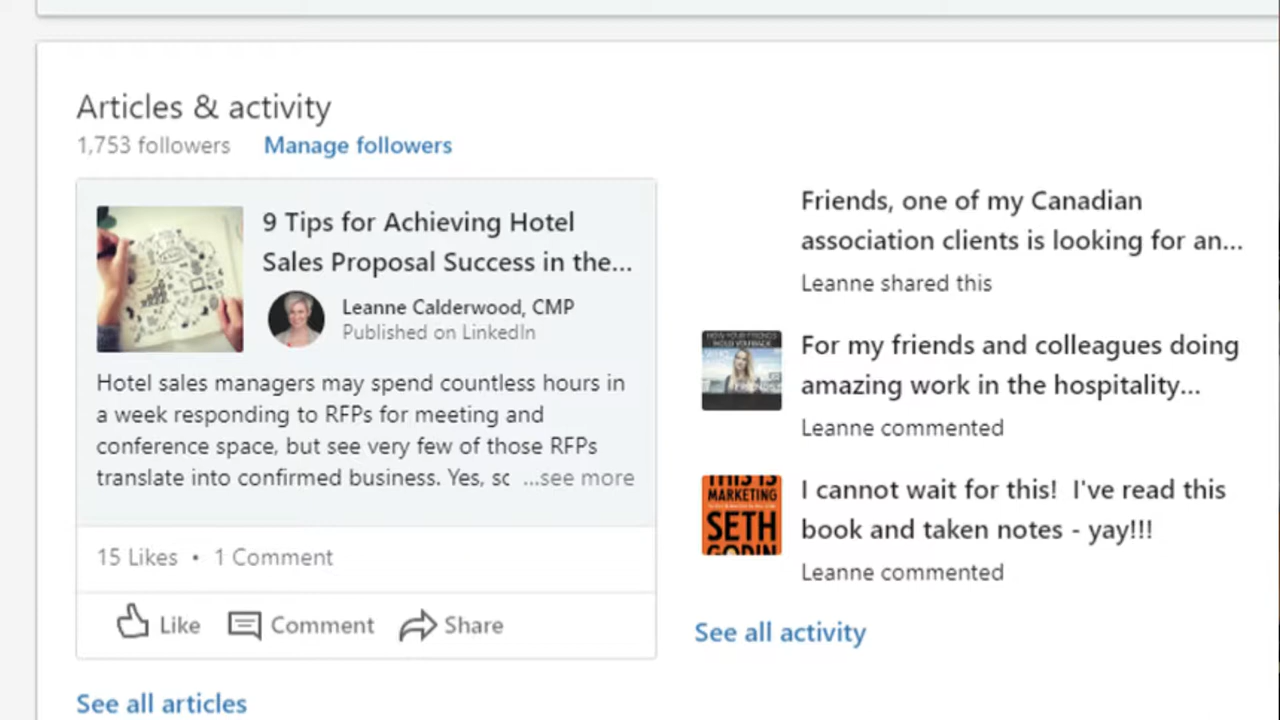 Articles & activity
1,753 followers Manage followers
9 Tips for Achieving Hotel
Sales Proposal Success in the...
Leanne Calderwood, CMP
Published on LinkedIn
Hotel sales managers may spend countless hours in
a week responding to RFPs for meeting and
conference space, but see very few of those RFPs
translate into confirmed business. Yes, sc ...see more
15 Likes • 1 Comment
Like Comment Share
See all articles
Friends, one of my Canadian
association clients is looking for an...
Leanne shared this
For my friends and colleagues doing
amazing work in the hospitality...
Leanne commented
THIS IS
MARKETING
SETH
GODIN
I cannot wait for this! I've read this
book and taken notes - yay!!!
Leanne commented
See all activity